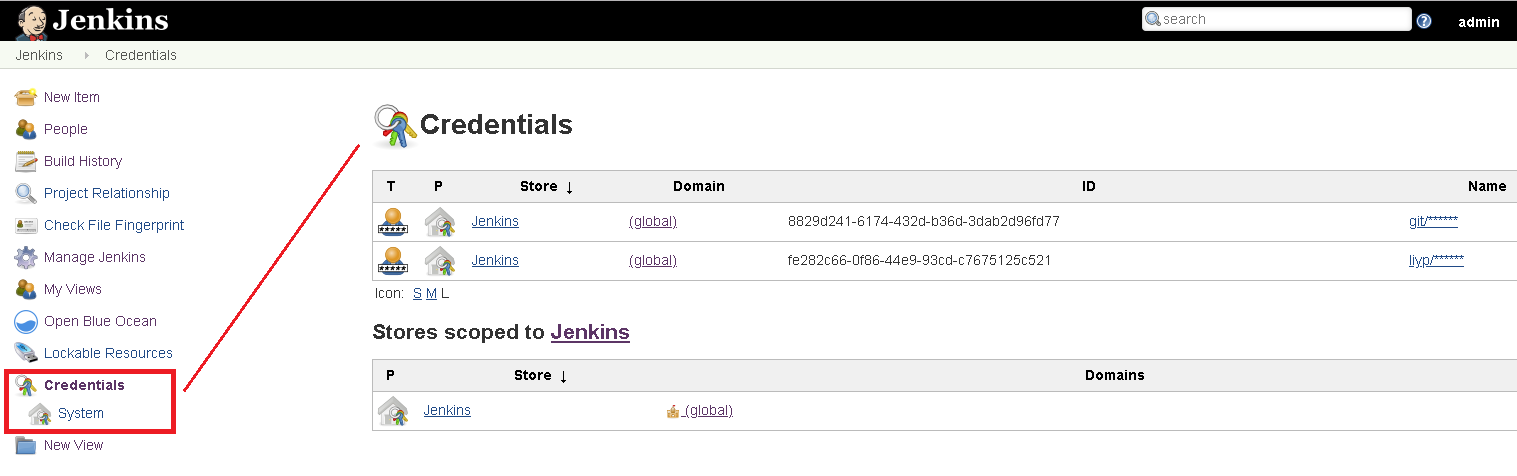 Jenkins
search
admin
Jenkins
Credentials
New Item
People
Build History
Project Relationship
Check File Fingerprint
Manage Jenkins
My Views
Open Blue Ocean
Lockable Resources
Credentials
System
New View
Credentials
T P Store ↓ Domain ID Name
Jenkins (global) 8829d241-6174-432d-b36d-3dab2d96fd77 git/******
Jenkins (global) fe282c66-0f86-44e9-93cd-c7675125c521 liyp/******
Icon: S M L
Stores scoped to Jenkins
P Store ↓ Domains
Jenkins (global)